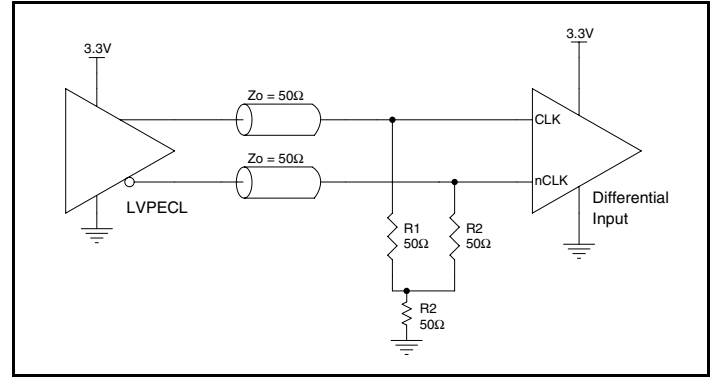 3.3V
3.3V
Zo = 50Ω
CLK
Zo = 50Ω
nCLK
LVPECL
Differential
Input
R1
50Ω
R2
50Ω
R2
50Ω